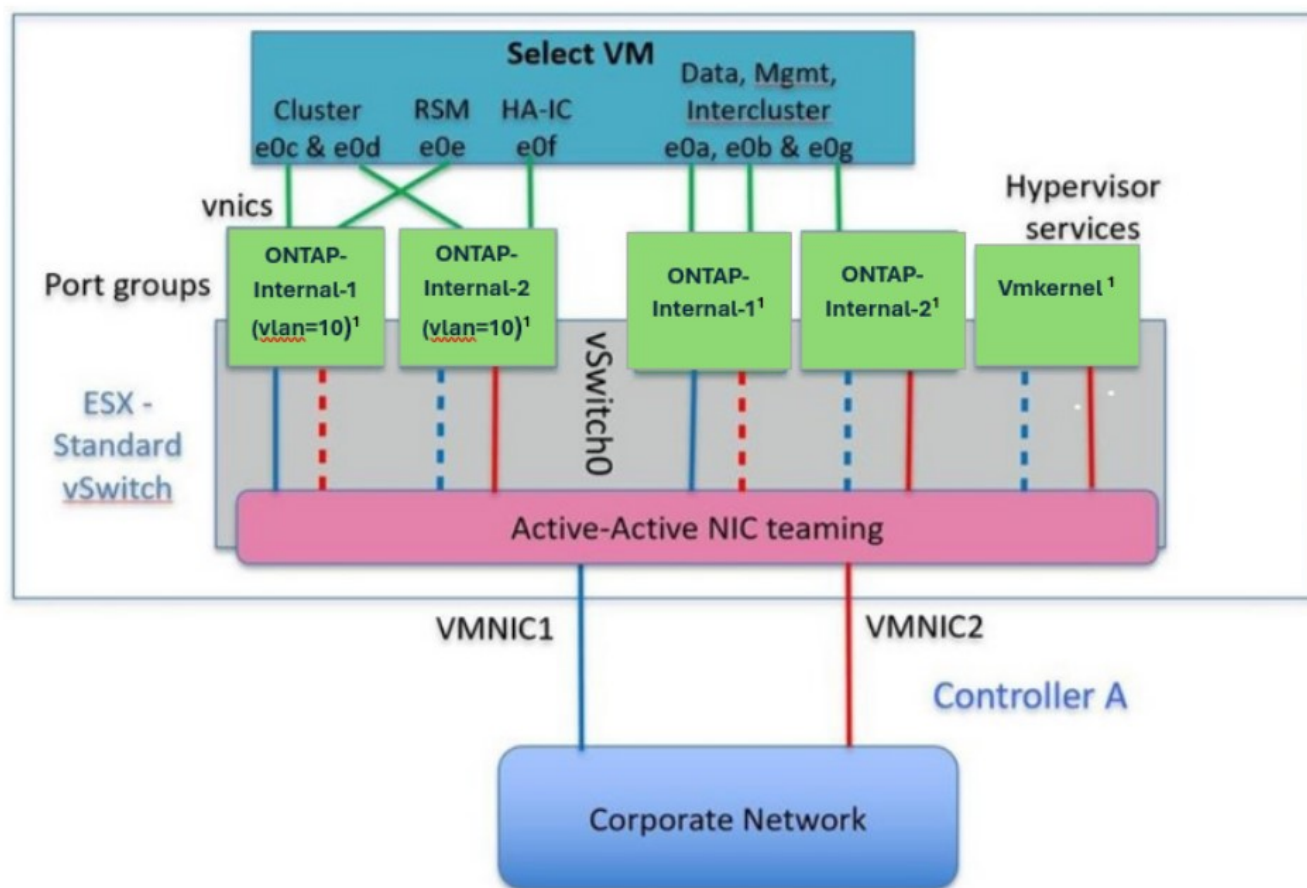 Select VM
Cluster
e0c & e0d
RSM
e0e
HA-IC
e0f
Data, Mgmt,
Intercluster
e0a, e0b & e0g
vnics
Hypervisor
services
Port groups
ONTAP-
Internal-1
(vlan=10)¹
ONTAP-
Internal-2
(vlan=10)¹
ONTAP-
Internal-1¹
ONTAP-
Internal-2¹
Vmkernel ¹
ESX -
Standard
vSwitch
vSwitch0
Active-Active NIC teaming
VMNIC1
VMNIC2
Controller A
Corporate Network